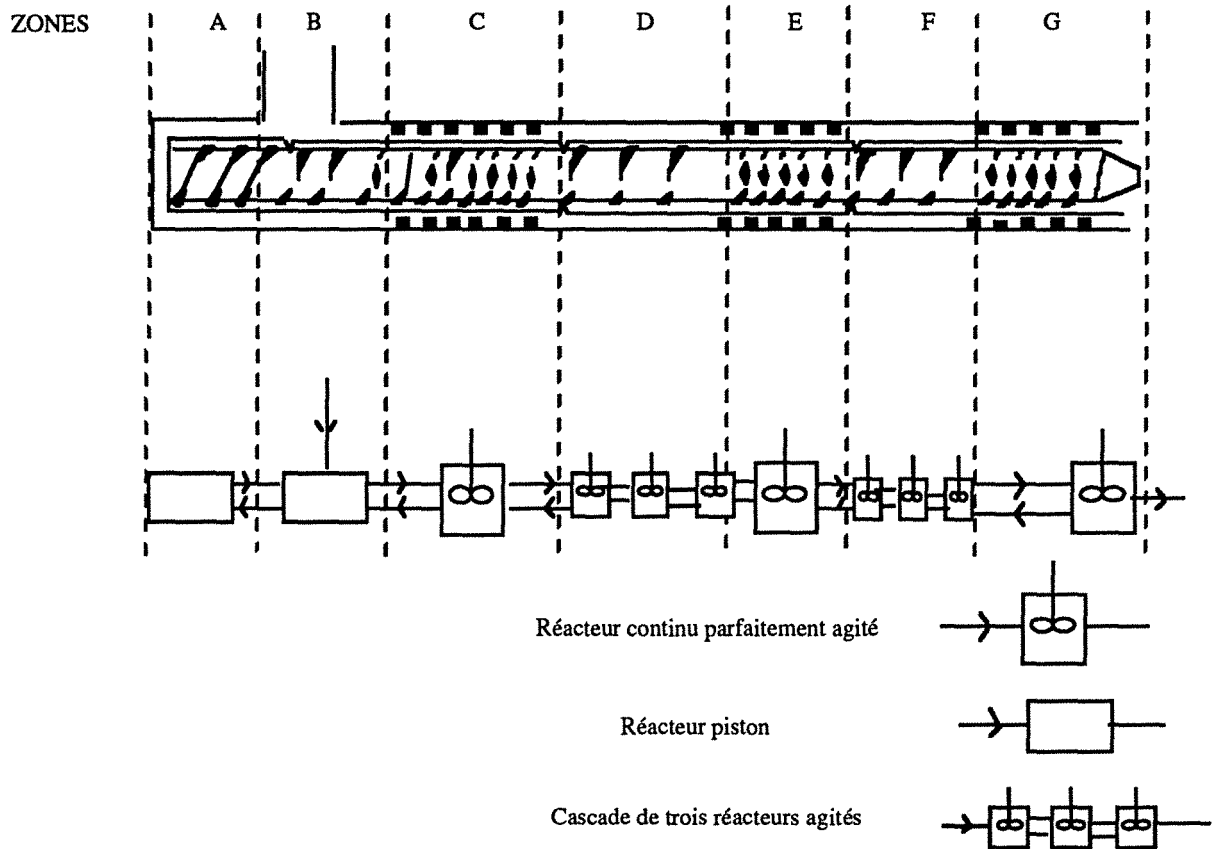 ZONES A B C D E F G
Réacteur continu parfaitement agité
Réacteur piston
Cascade de trois réacteurs agités